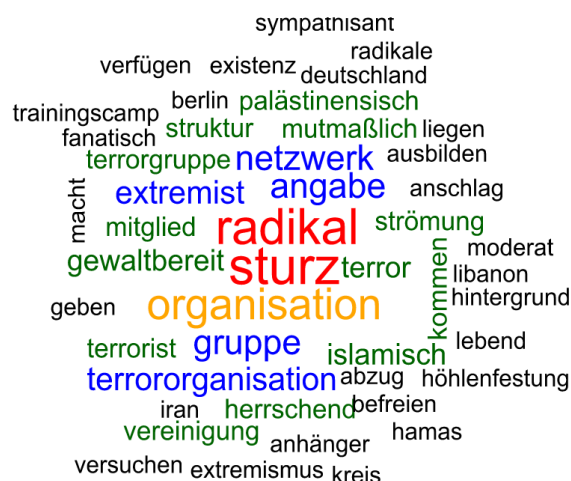 sympathisant
radikale
verfügen existenz
deutschland
berlin palästinensisch
trainingscamp
struktur mutmaßlich liegen
fanatisch
terrorgruppe netzwerk ausbilden
extremist angabe anschlag
macht
mitglied radikal strömung
moderat
gewaltbereit sturz terror
kommen
libanon
hintergrund
geben organisation
lebend
terrorist gruppe islamisch
terrororganisation abzug höhlenfestung
iran herrschend befreien
vereinigung anhänger hamas
versuchen extremismus kreis